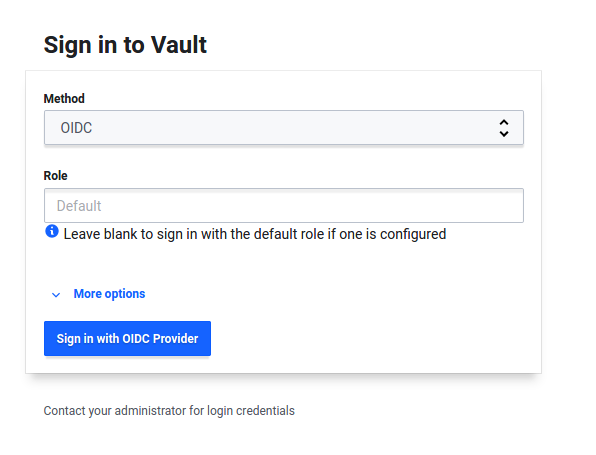 Sign in to Vault
Method
OIDC
Role
Default
Leave blank to sign in with the default role if one is configured
More options
Sign in with OIDC Provider
Contact your administrator for login credentials